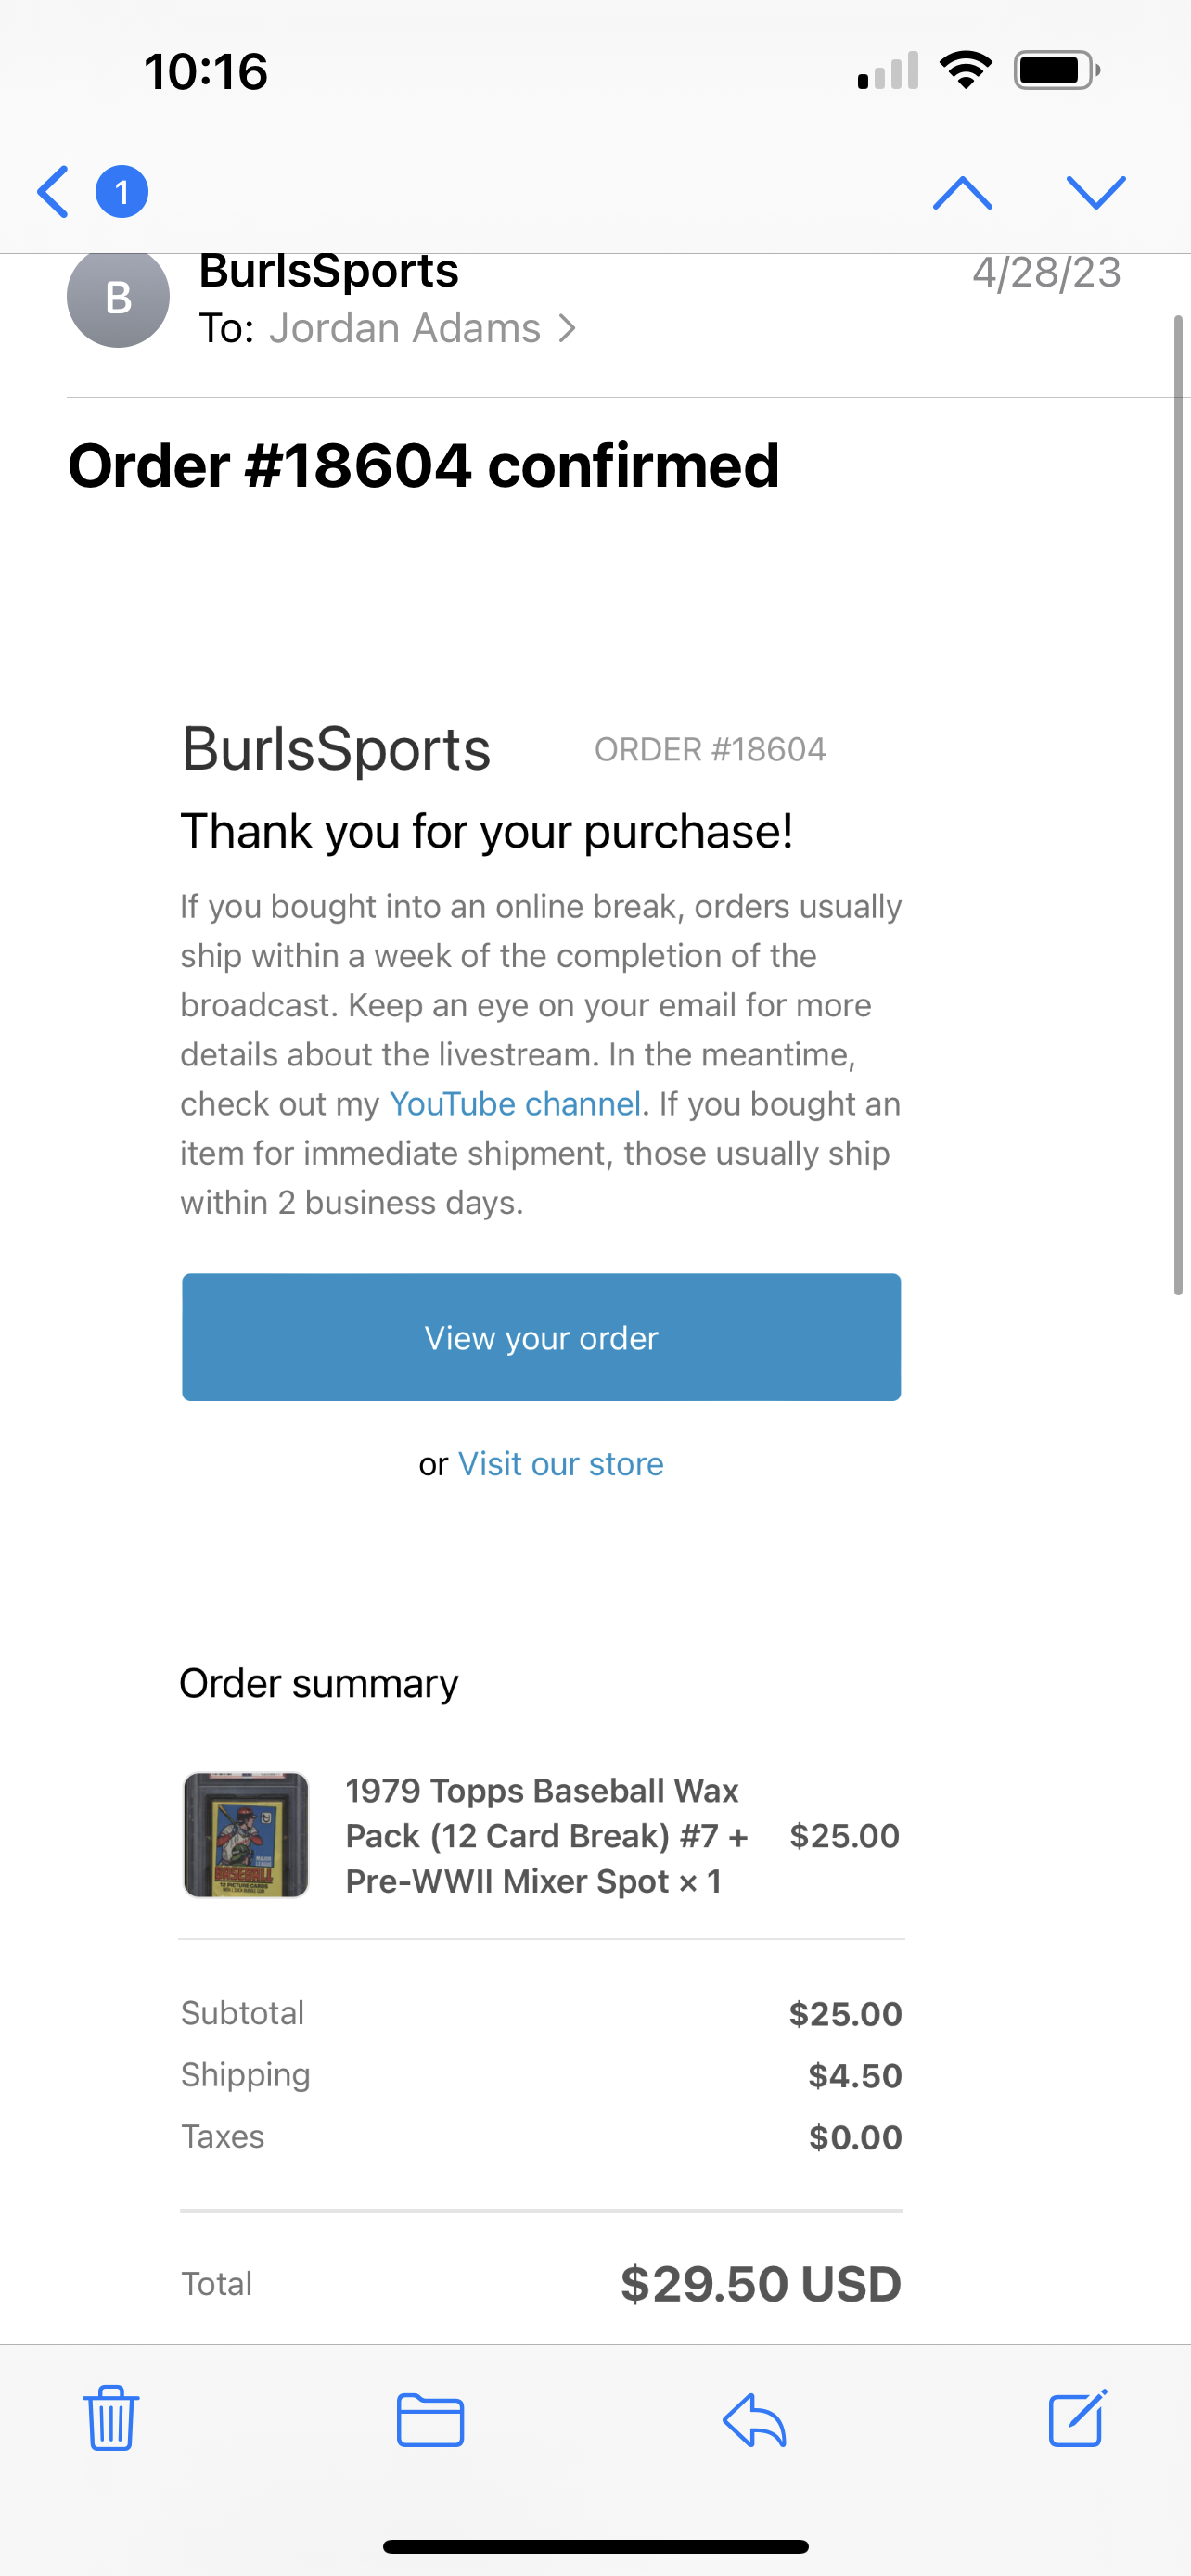 10:16
1
B
BurlsSports
4/28/23
To: Jordan Adams
Order #18604 confirmed
BurlsSports
ORDER #18604
Thank you for your purchase!
If you bought into an online break, orders usually
ship within a week of the completion of the
broadcast. Keep an eye on your email for more
details about the livestream. In the meantime,
check out my YouTube channel. If you bought an
item for immediate shipment, those usually ship
within 2 business days.
View your order
or Visit our store
Order summary
BASEBALL
1979 Topps Baseball Wax
Pack (12 Card Break) #7 + $25.00
Pre-WWII Mixer Spot × 1
Subtotal $25.00
Shipping $4.50
Taxes $0.00
Total $29.50 USD